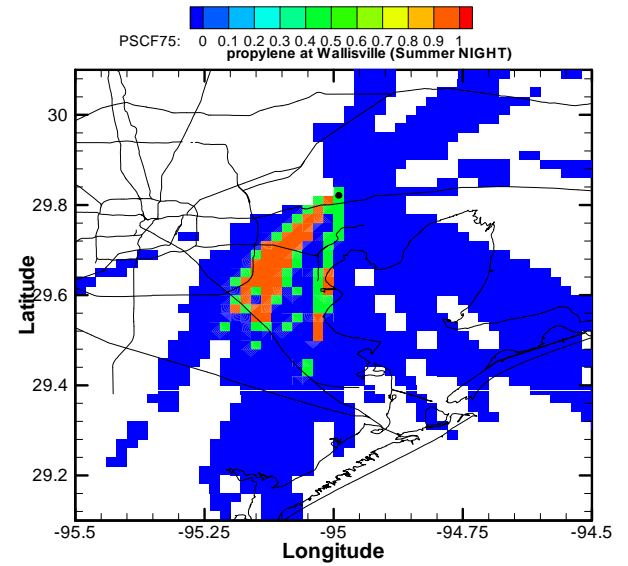 PSCF75: 0 0.1 0.2 0.3 0.4 0.5 0.6 0.7 0.8 0.9 1
propylene at Wallisville (Summer NIGHT)
30
29.8
29.6
29.4
29.2
Latitude
-95.5 -95.25 -95 -94.75 -94.5
Longitude